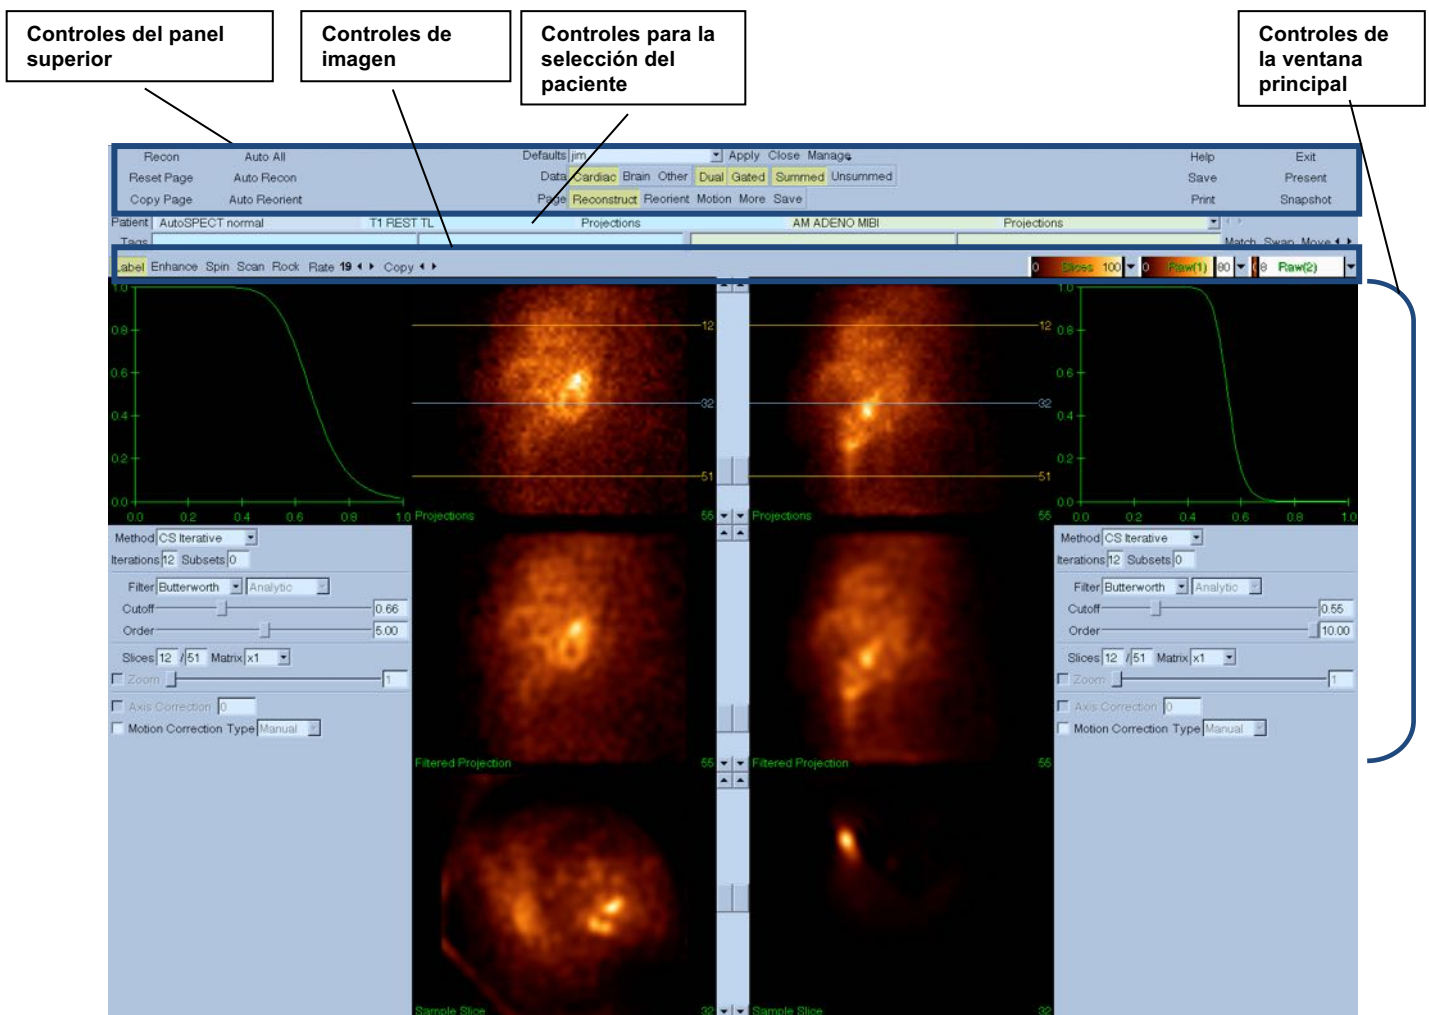 Controles del panel
superior
Controles de
imagen
Controles para la
selección del
paciente
Controles de
la ventana
principal
Recon Auto All Defaults jim Apply Close Manage Help Exit
Reset Page Auto Recon Data Cardiac Brain Other Dual Gated Summed Unsummed Save Present
Copy Page Auto Reorient Page Reconstruct Reorient Motion More Save Print Snapshot
Patient AutoSPECT normal T1 REST TL Projections AM ADENO MIBI Projections
Tags Match Swap Move
Label Enhance Spin Scan Rock Rate 19 Copy 0 Slices 100 0 Raw(1) 80 Raw(2)
1.0 1.0
12 12
0.8 0.8
0.6 0.6
32 32
0.4 0.4
0.2 0.2
51 51
0.0 0.0
0.0 0.2 0.4 0.6 0.8 1.0 Projections 55 Projections 55 0.0 0.2 0.4 0.6 0.8 1.0
Method CS Iterative Method CS Iterative
Iterations 12 Subsets 0 Iterations 12 Subsets 0
Filter Butterworth Analytic Filter Butterworth Analytic
Cutoff 0.66 Cutoff 0.55
Order 5.00 Order 10.00
Slices 12 / 51 Matrix x1 Slices 12 / 51 Matrix x1
Zoom 1 Zoom 1
Axis Correction 0 Axis Correction 0
Motion Correction Type Manual Motion Correction Type Manual
Filtered Projection 55 Filtered Projection 55
Sample Slice 32 Sample Slice 32